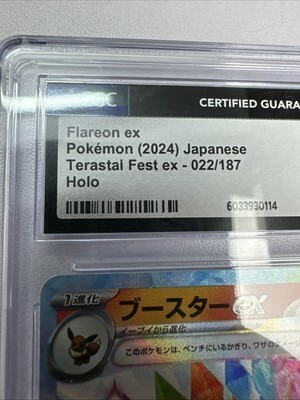 CERTIFIED GUARA
Flareon ex
Pokémon (2024) Japanese
Terastal Fest ex - 022/187
Holo
6033930114
1進化
ブースターex
イーブイから進化
このポケモンは、ベンチにいるかぎり、ワザの